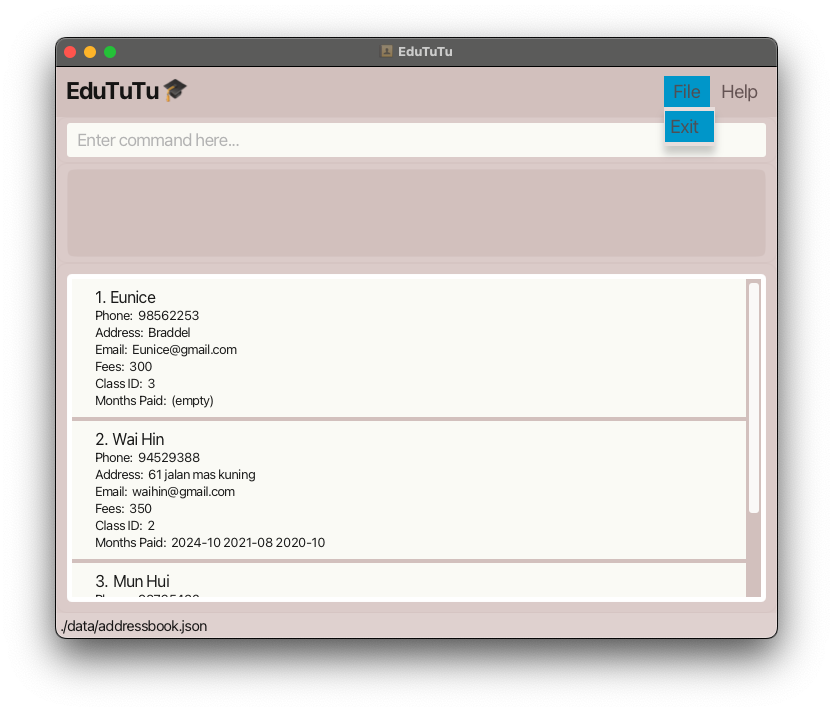 EduTuTu
EduTuTu🎓
File Help
Exit
Enter command here...
1. Eunice
Phone: 98562253
Address: Braddel
Email: Eunice@gmail.com
Fees: 300
Class ID: 3
Months Paid: (empty)
2. Wai Hin
Phone: 94529388
Address: 61 jalan mas kuning
Email: waihin@gmail.com
Fees: 350
Class ID: 2
Months Paid: 2024-10 2021-08 2020-10
3. Mun Hui
./data/addressbook.json